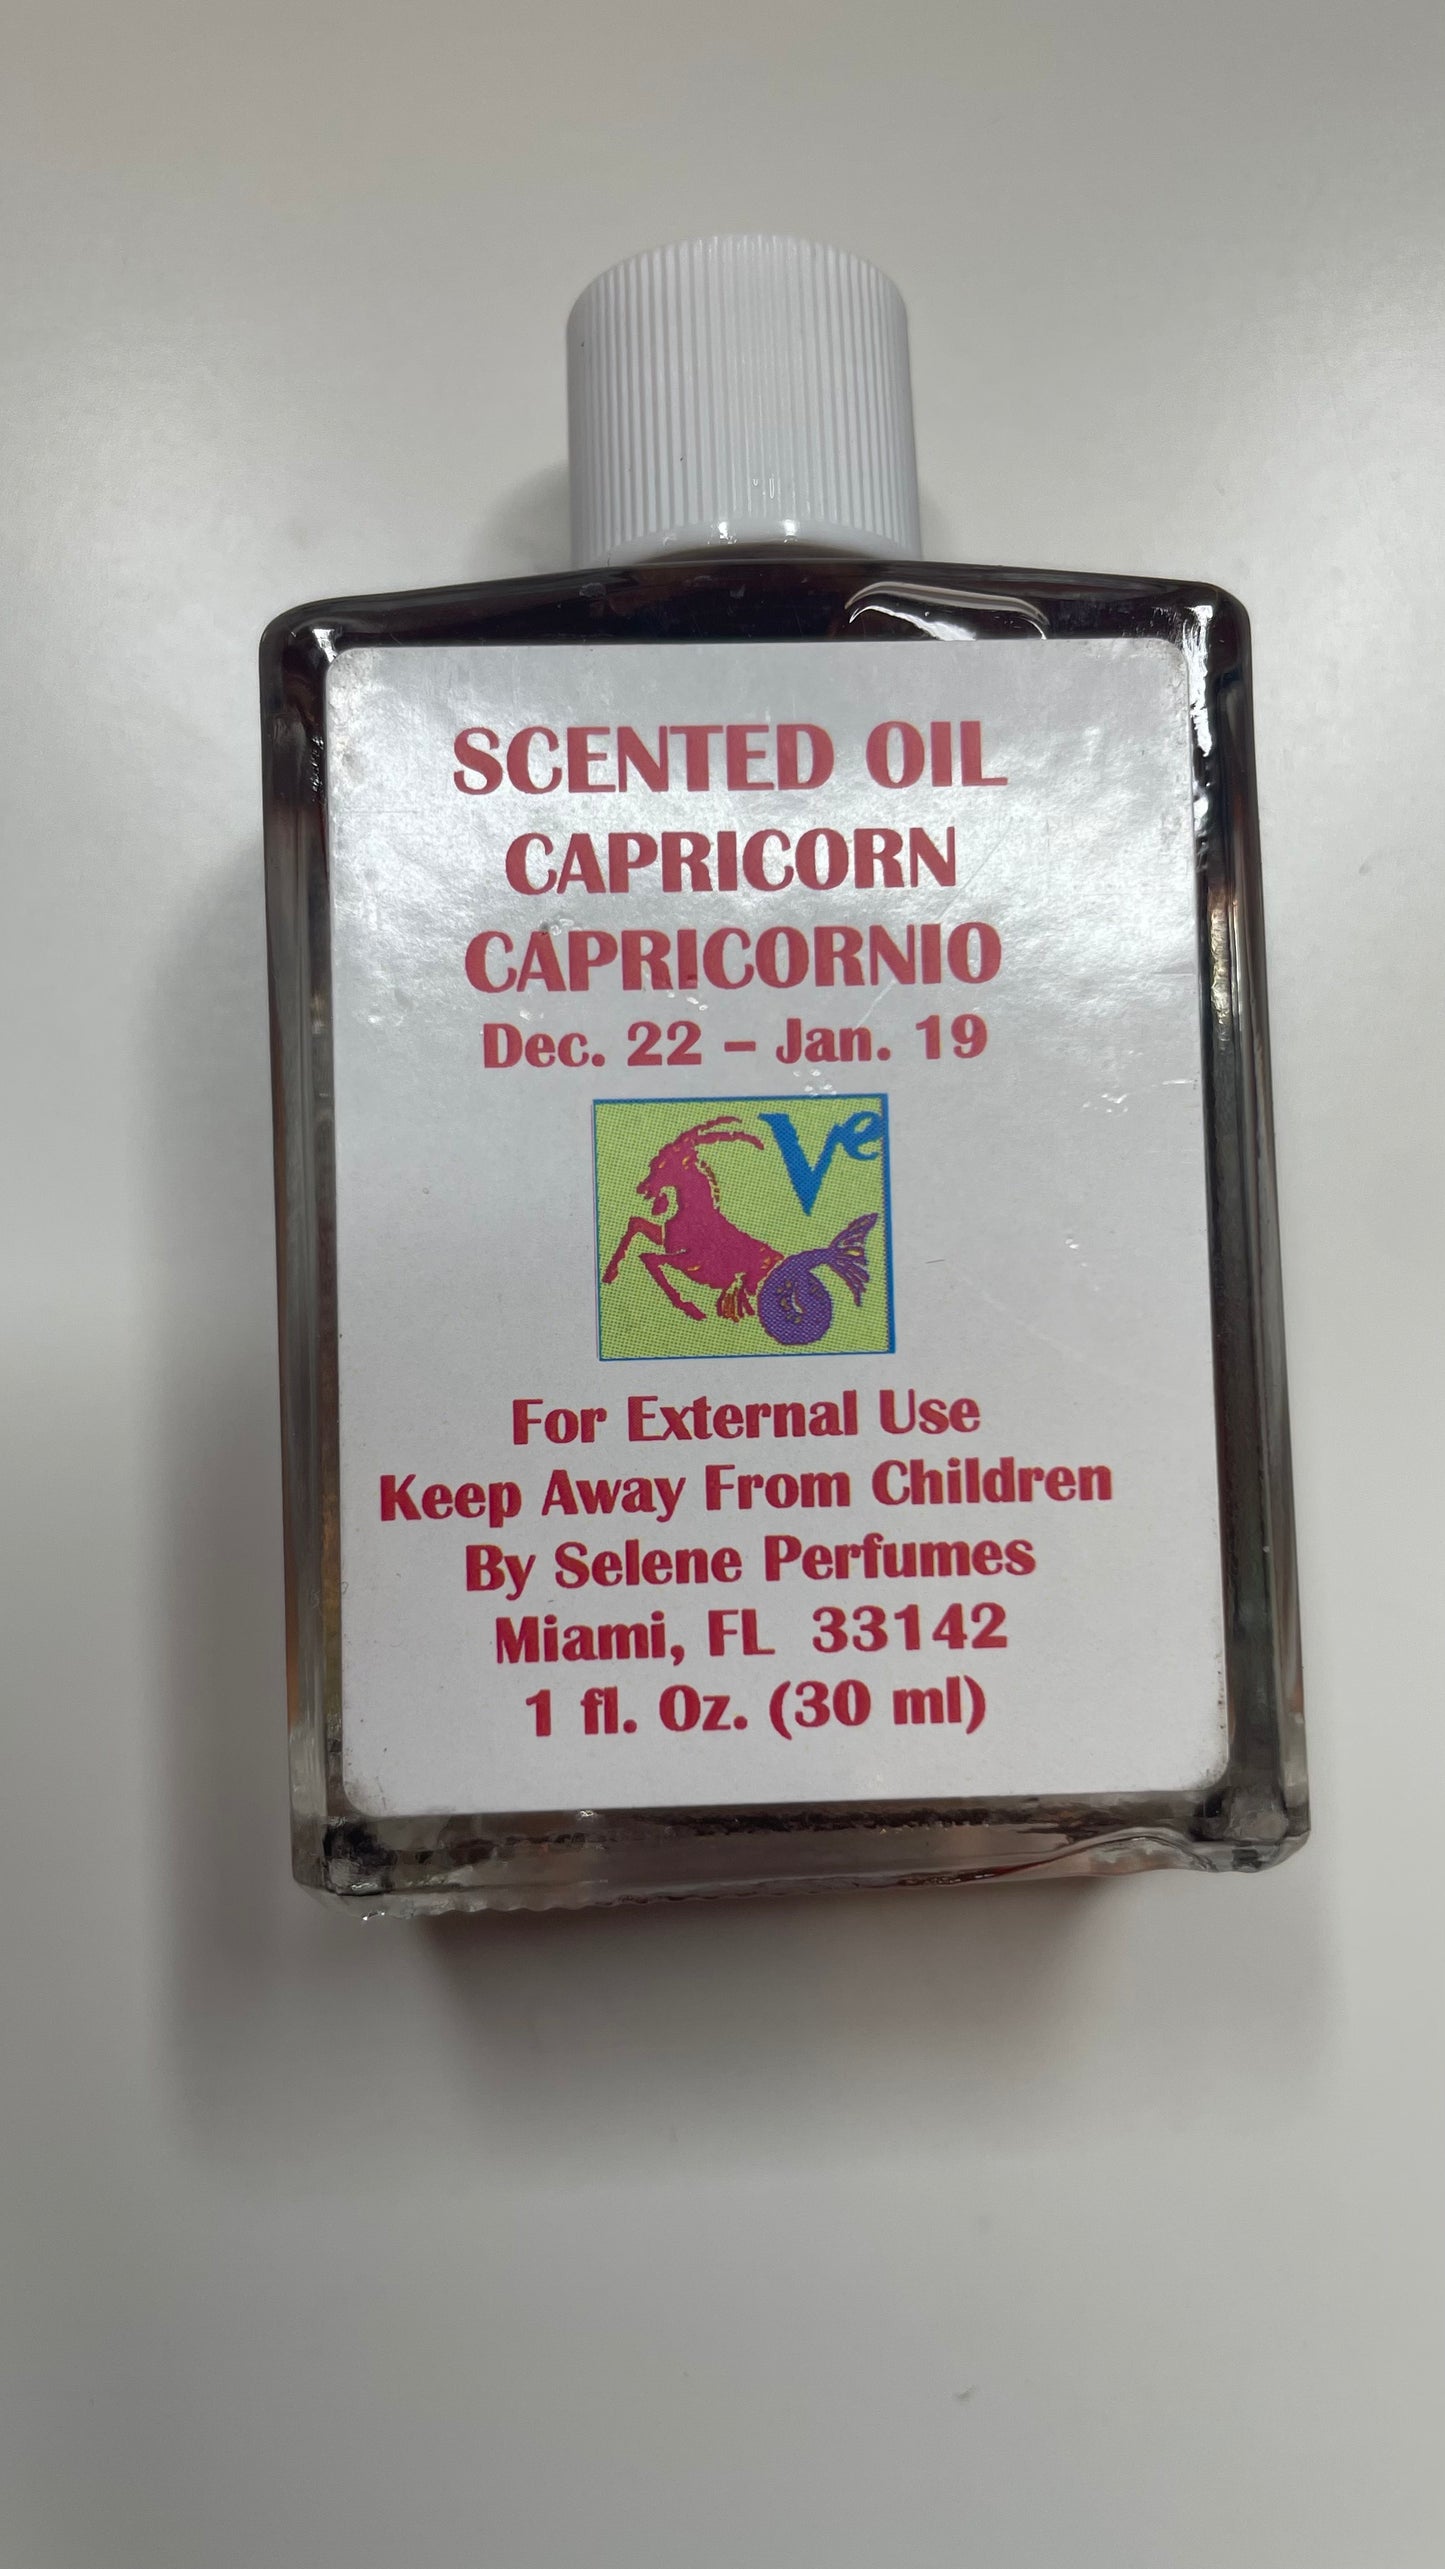 SCENTED OIL
CAPRICORN
CAPRICORNIO
Dec. 22 – Jan. 19
Ve
For External Use
Keep Away From Children
By Selene Perfumes
Miami, FL 33142
1 fl. Oz. (30 ml)